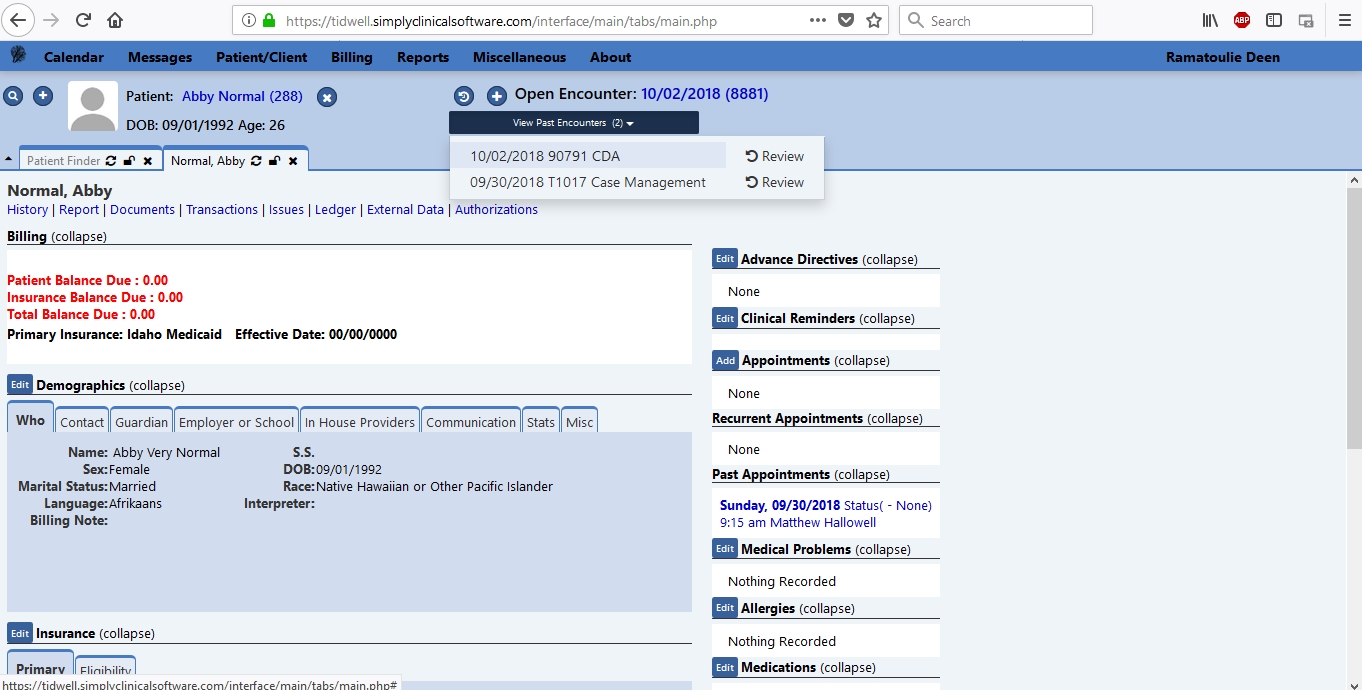 https://tidwell.simplyclinicalsoftware.com/interface/main/tabs/main.php
Search
ABP
Calendar Messages Patient/Client Billing Reports Miscellaneous About Ramatoulie Deen
Patient: Abby Normal (288)
DOB: 09/01/1992 Age: 26
Open Encounter: 10/02/2018 (8881)
View Past Encounters (2)
10/02/2018 90791 CDA Review
09/30/2018 T1017 Case Management Review
Patient Finder Normal, Abby
Normal, Abby
History | Report | Documents | Transactions | Issues | Ledger | External Data | Authorizations
Billing (collapse)
Patient Balance Due : 0.00
Insurance Balance Due : 0.00
Total Balance Due : 0.00
Primary Insurance: Idaho Medicaid Effective Date: 00/00/0000
Edit Demographics (collapse)
Who Contact Guardian Employer or School In House Providers Communication Stats Misc
Name: Abby Very Normal S.S.
Sex:Female DOB:09/01/1992
Marital Status:Married Race:Native Hawaiian or Other Pacific Islander
Language:Afrikaans Interpreter:
Billing Note:
Edit Insurance (collapse)
Primary Eligibility
Edit Advance Directives (collapse)
None
Edit Clinical Reminders (collapse)
Add Appointments (collapse)
None
Recurrent Appointments (collapse)
None
Past Appointments (collapse)
Sunday, 09/30/2018 Status( - None)
9:15 am Matthew Hallowell
Edit Medical Problems (collapse)
Nothing Recorded
Edit Allergies (collapse)
Nothing Recorded
Edit Medications (collapse)
https://tidwell.simplyclinicalsoftware.com/interface/main/tabs/main.php#